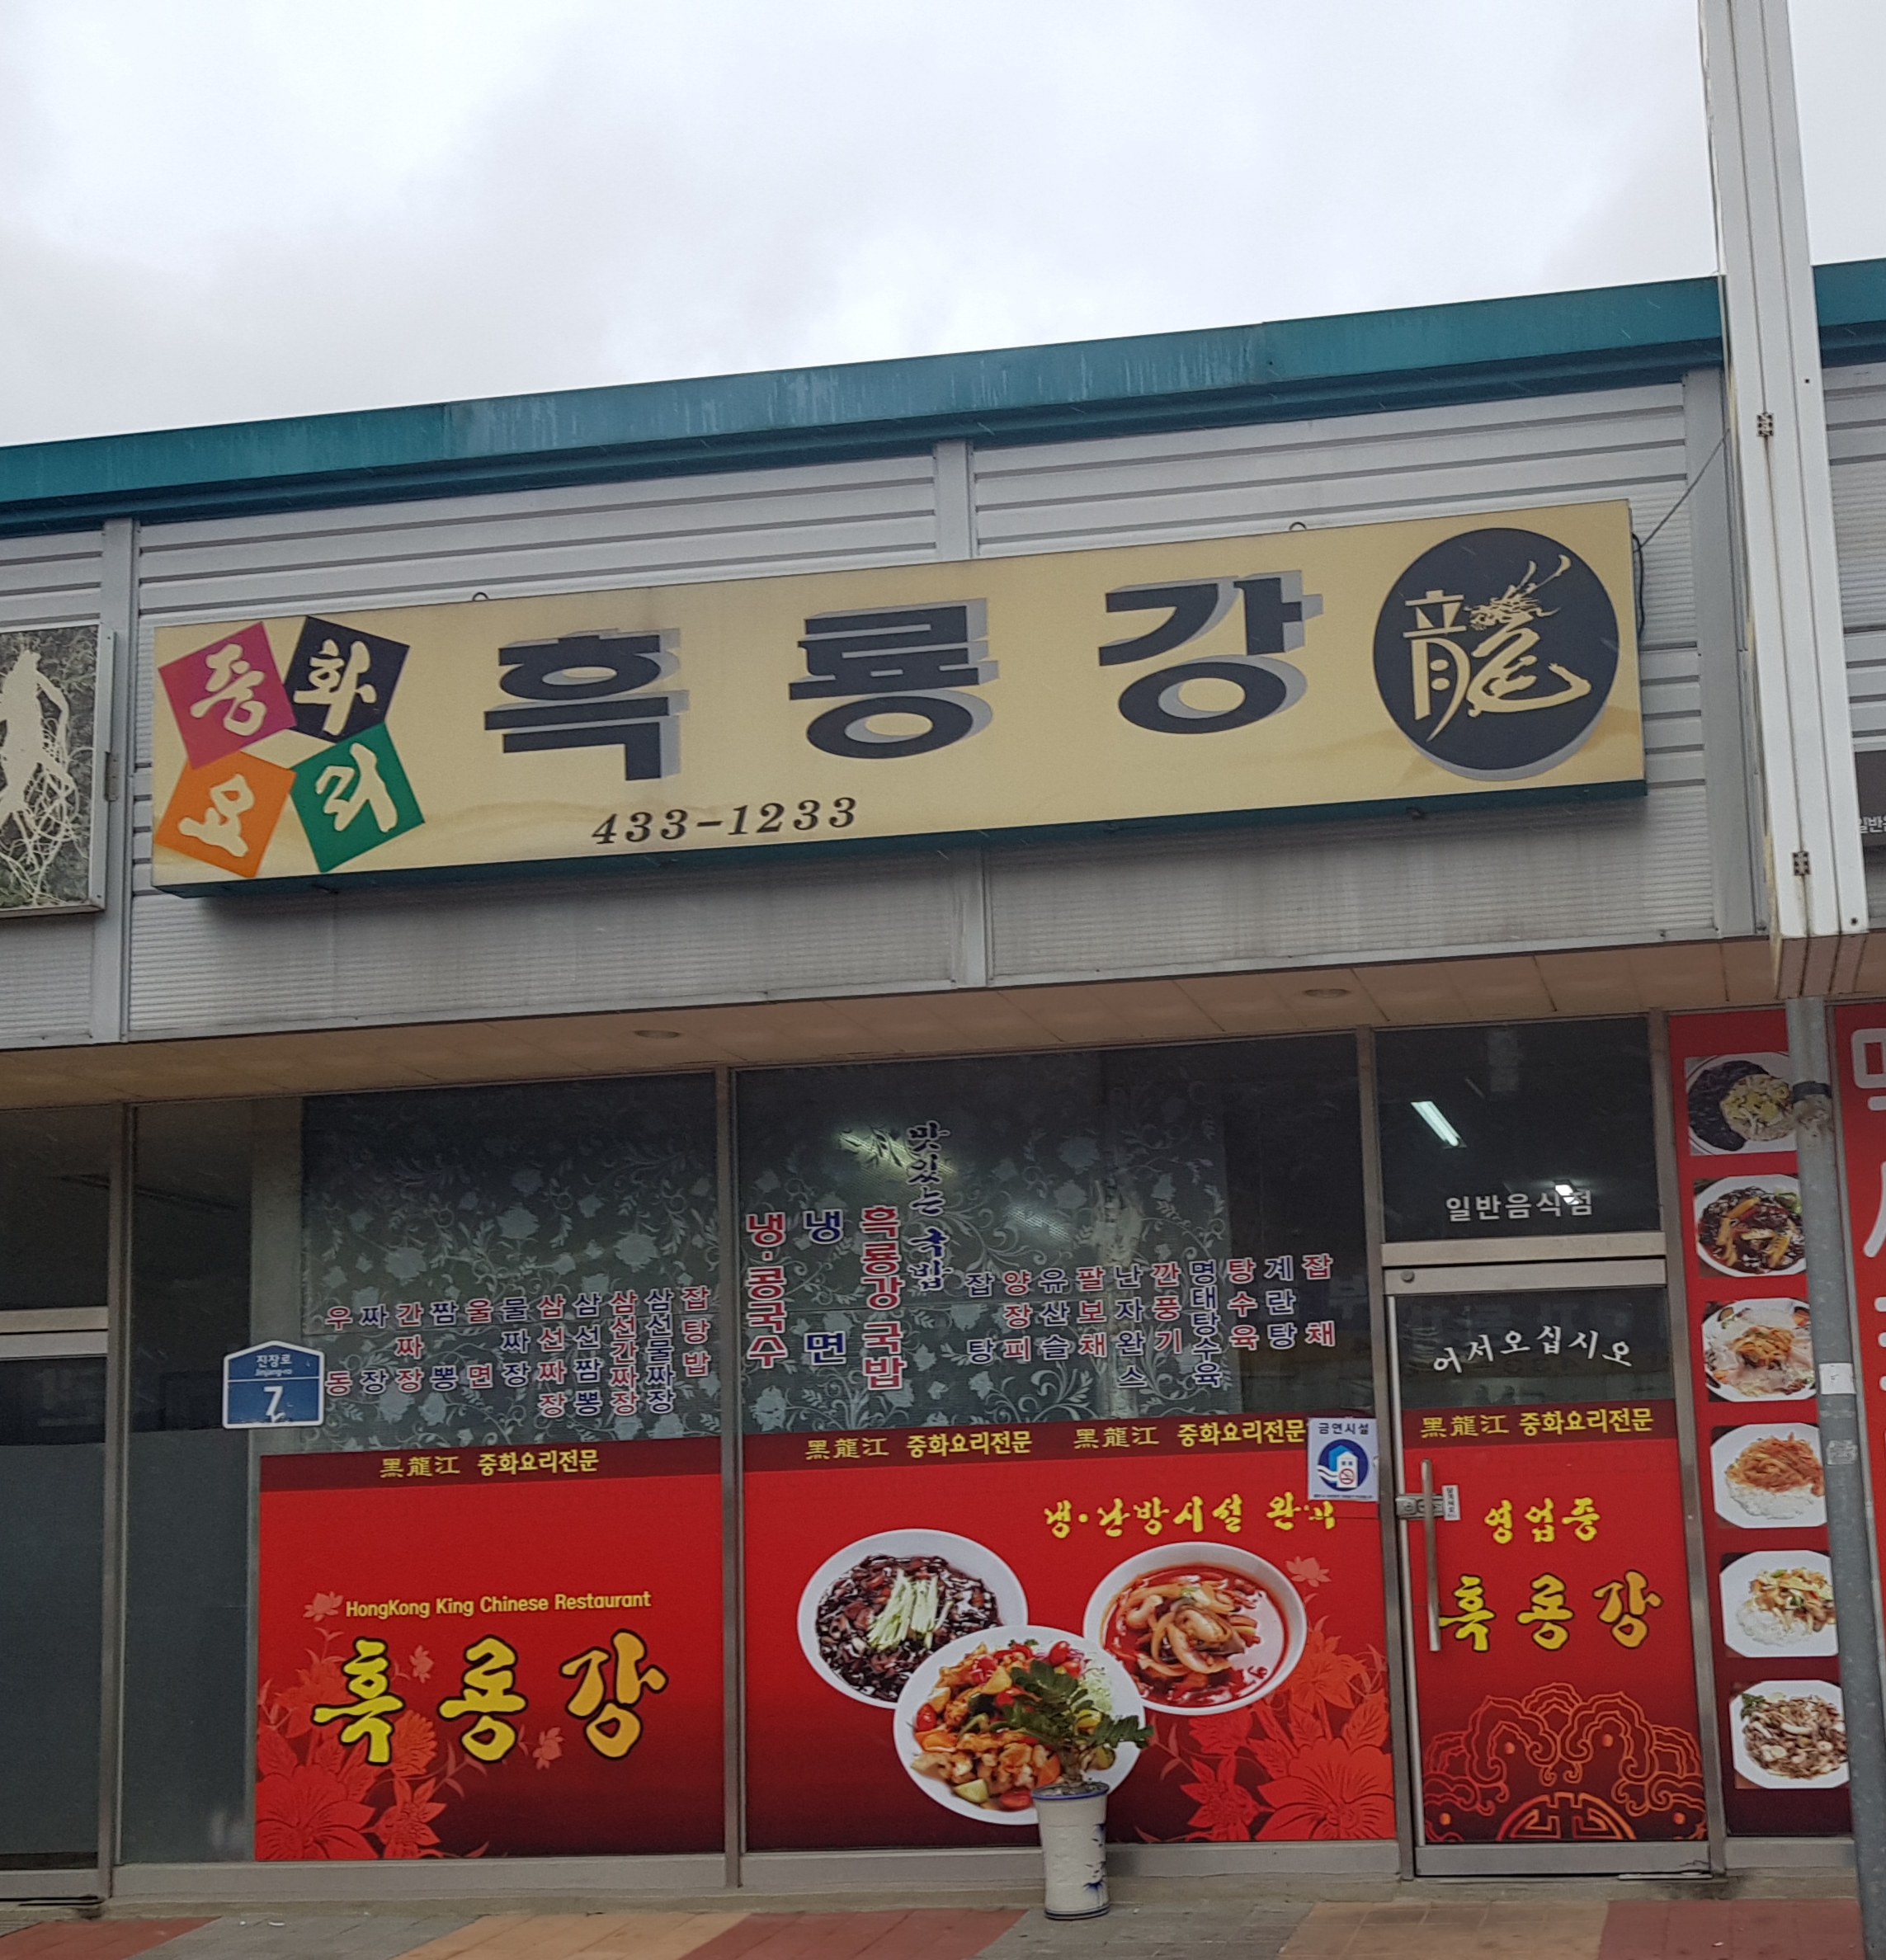 중화
요리
흑룡강
龍
433-1233
일반음식점
어서오십시오
맛있는 국밥
흑룡강 국밥
냉면
냉·콩국수
우동
짜장
간짜장
짬뽕
울면
물짜장
삼선짜장
삼선짬뽕
삼선간짜장
삼선물짜장
잡탕밥
잡탕
양장피
유산슬
팔보채
난자완스
깐풍기
명태탕수육
탕수육
계란탕
잡채
진장로
Jinjang-ro
7
黑龍江 중화요리전문
黑龍江 중화요리전문
黑龍江 중화요리전문
黑龍江 중화요리전문
금연시설
냉·난방시설 완비
영업중
흑룡강
HongKong King Chinese Restaurant
흑룡강
일반음